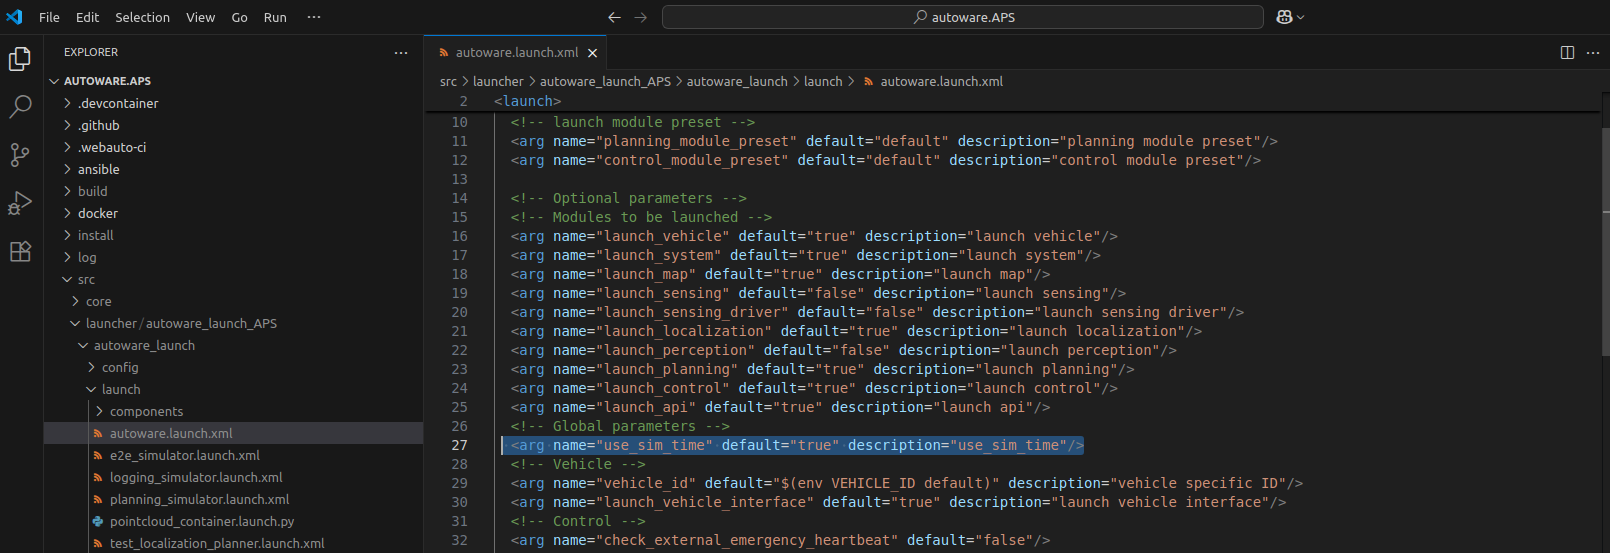 File Edit Selection View Go Run ···
autoware.APS
EXPLORER ···
AUTOWARE.APS
.devcontainer
.github
.webauto-ci
ansible
build
docker
install
log
src
core
launcher/autoware_launch_APS
autoware_launch
config
launch
components
autoware.launch.xml
e2e_simulator.launch.xml
logging_simulator.launch.xml
planning_simulator.launch.xml
pointcloud_container.launch.py
test_localization_planner.launch.xml
autoware.launch.xml ×
···
src > launcher > autoware_launch_APS > autoware_launch > launch > autoware.launch.xml
2 <launch>
10 <!-- launch module preset -->
11 <arg name="planning_module_preset" default="default" description="planning module preset"/>
12 <arg name="control_module_preset" default="default" description="control module preset"/>
13
14 <!-- Optional parameters -->
15 <!-- Modules to be launched -->
16 <arg name="launch_vehicle" default="true" description="launch vehicle"/>
17 <arg name="launch_system" default="true" description="launch system"/>
18 <arg name="launch_map" default="true" description="launch map"/>
19 <arg name="launch_sensing" default="false" description="launch sensing"/>
20 <arg name="launch_sensing_driver" default="false" description="launch sensing driver"/>
21 <arg name="launch_localization" default="true" description="launch localization"/>
22 <arg name="launch_perception" default="false" description="launch perception"/>
23 <arg name="launch_planning" default="true" description="launch planning"/>
24 <arg name="launch_control" default="true" description="launch control"/>
25 <arg name="launch_api" default="true" description="launch api"/>
26 <!-- Global parameters -->
27 <arg name="use_sim_time" default="true" description="use_sim_time"/>
28 <!-- Vehicle -->
29 <arg name="vehicle_id" default="$(env VEHICLE_ID default)" description="vehicle specific ID"/>
30 <arg name="launch_vehicle_interface" default="true" description="launch vehicle interface"/>
31 <!-- Control -->
32 <arg name="check_external_emergency_heartbeat" default="false"/>